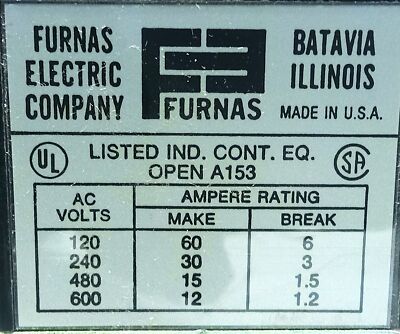 FURNAS ELECTRIC COMPANY
FURNAS
BATAVIA ILLINOIS
MADE IN U.S.A.
UL LISTED IND. CONT. EQ. SA
OPEN A153
AC VOLTS AMPERE RATING
MAKE BREAK
120 60 6
240 30 3
480 15 1.5
600 12 1.2